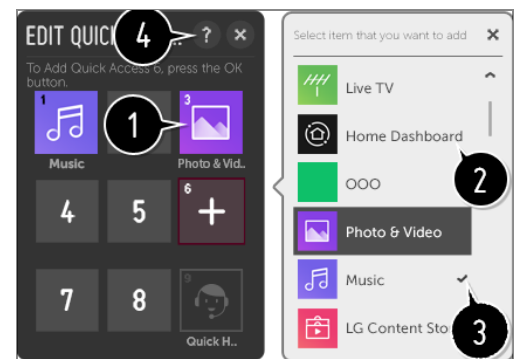 EDIT QUIC
4
..
?
To Add Quick Access 6, press the OK
button.
1
3
1
Music
Photo & Vid..
4
5
6
7
8
9
Quick H..
Select item that you want to add
Live TV
Home Dashboard
2
OOO
Photo & Video
Music
LG Content Sto
3